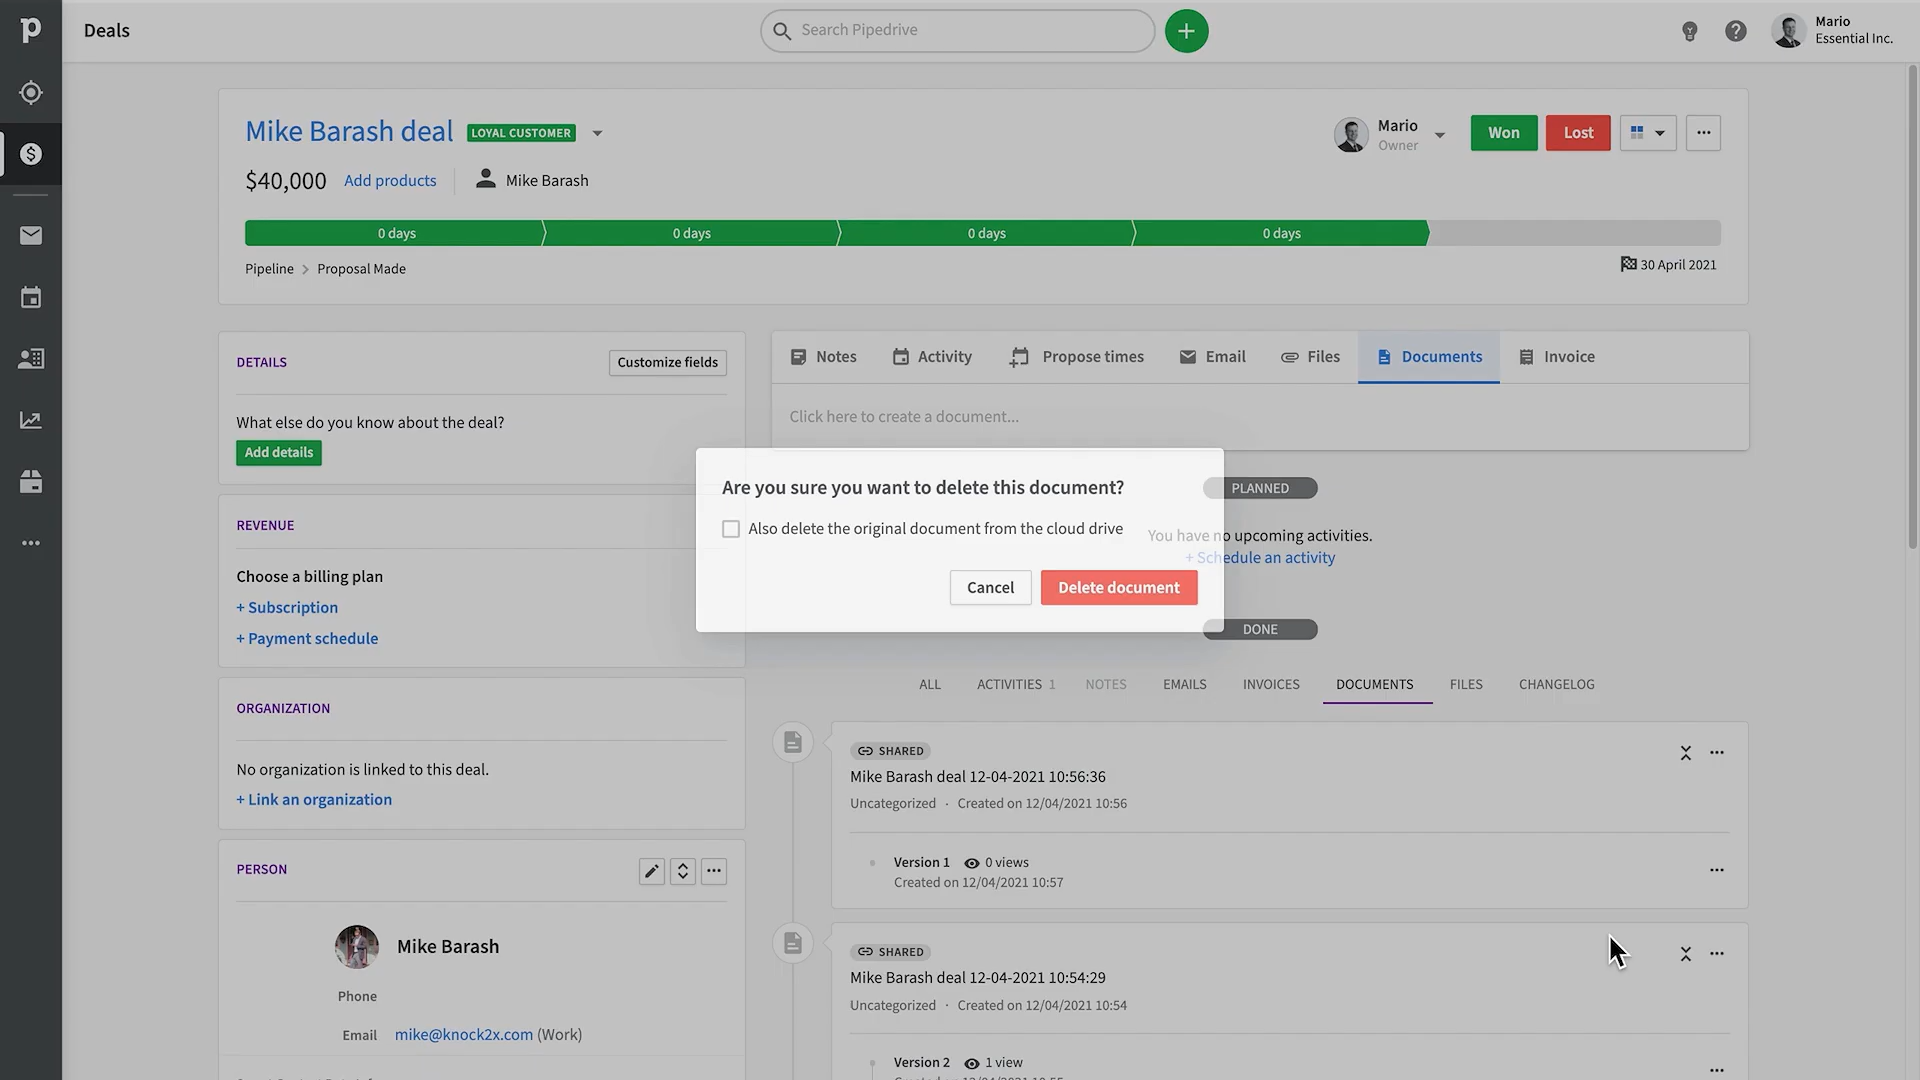 Deals
Search Pipedrive
Mario
Essential Inc.
Mike Barash deal
LOYAL CUSTOMER
Mario
Owner
Won
Lost
$40,000
Add products
Mike Barash
0 days
0 days
0 days
0 days
Pipeline
Proposal Made
30 April 2021
DETAILS
Customize fields
What else do you know about the deal?
Add details
REVENUE
Choose a billing plan
+ Subscription
+ Payment schedule
ORGANIZATION
No organization is linked to this deal.
+ Link an organization
PERSON
Mike Barash
Phone
Email
mike@knock2x.com (Work)
Notes
Activity
Propose times
Email
Files
Documents
Invoice
Click here to create a document...
Are you sure you want to delete this document?
Also delete the original document from the cloud drive
Cancel
Delete document
PLANNED
You have no upcoming activities.
+ Schedule an activity
DONE
ALL
ACTIVITIES 1
NOTES
EMAILS
INVOICES
DOCUMENTS
FILES
CHANGELOG
SHARED
Mike Barash deal 12-04-2021 10:56:36
Uncategorized · Created on 12/04/2021 10:56
Version 1
0 views
Created on 12/04/2021 10:57
SHARED
Mike Barash deal 12-04-2021 10:54:29
Uncategorized · Created on 12/04/2021 10:54
Version 2
1 view